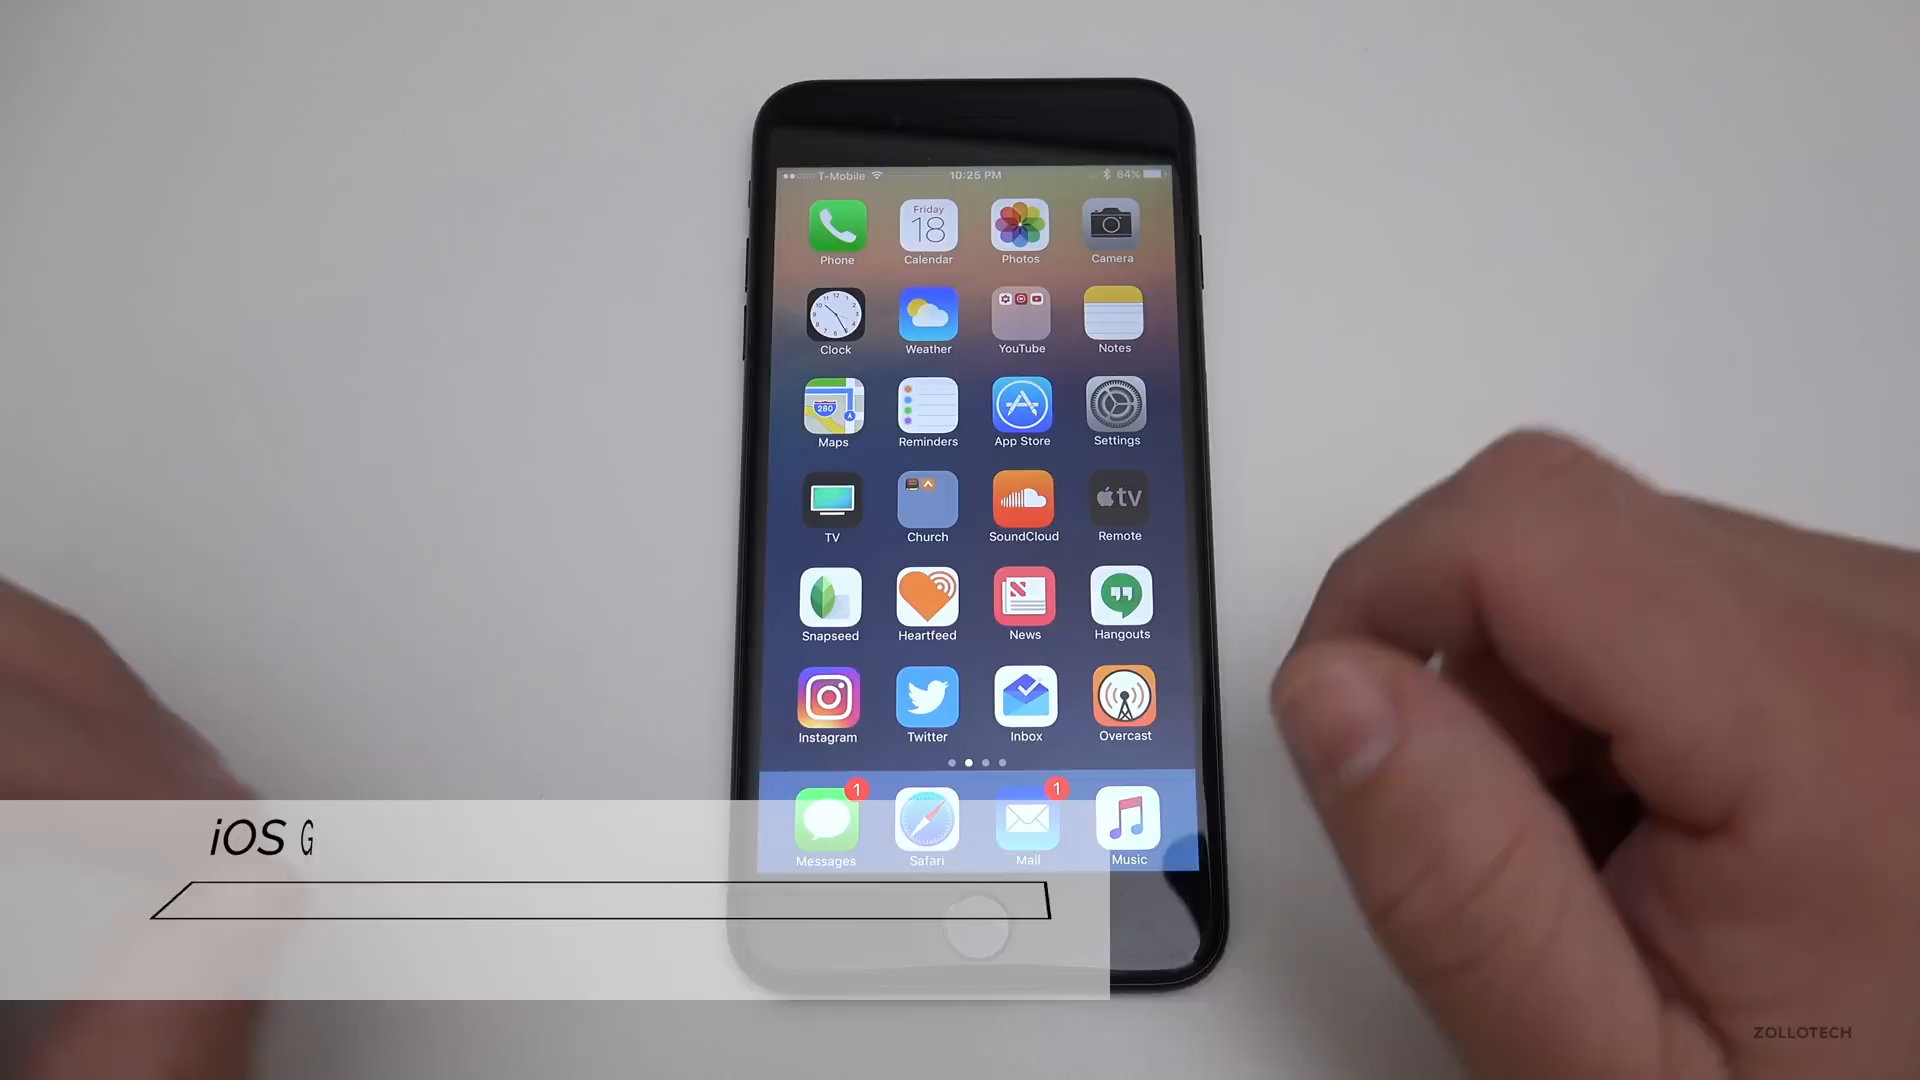 T-Mobile 10:25 PM 84%
Friday
18
Phone Calendar Photos Camera
Clock Weather YouTube Notes
280
Maps Reminders App Store Settings
tv
TV Church SoundCloud Remote
Snapseed Heartfeed News Hangouts
Instagram Twitter Inbox Overcast
1 1
Messages Safari Mail Music
iOS G
ZOLLOTECH